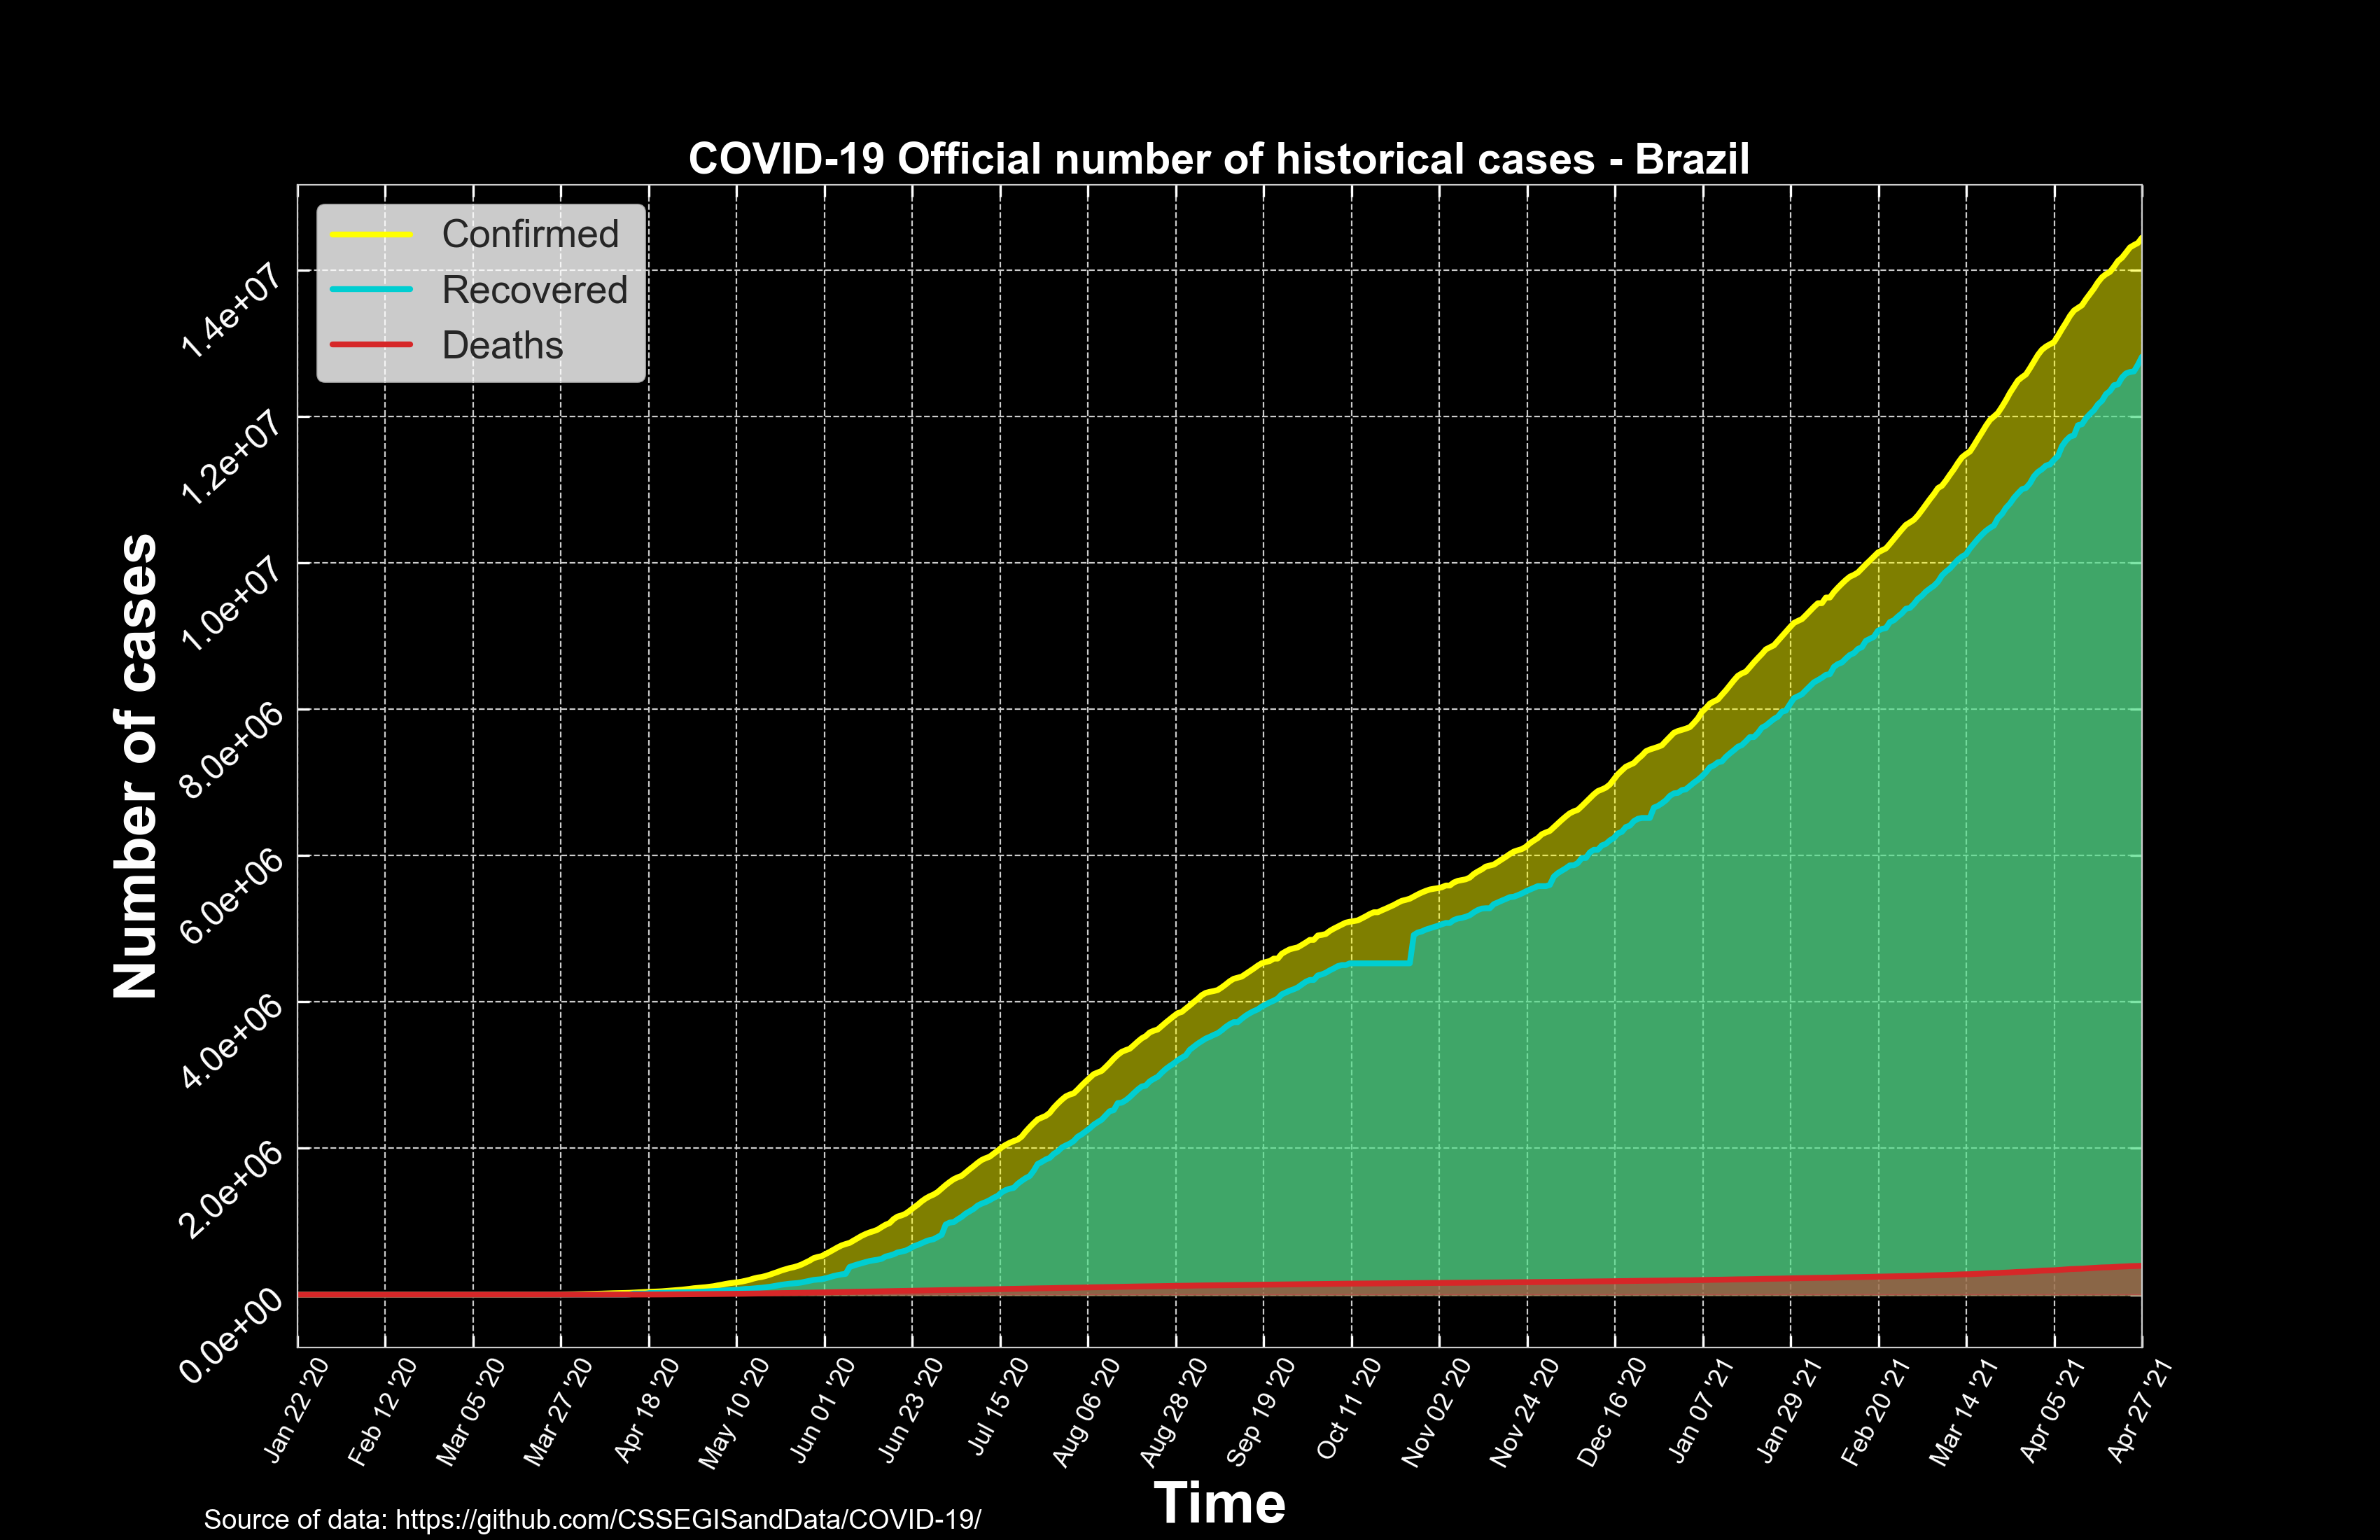 COVID-19 Official number of historical cases - Brazil
Confirmed
Recovered
Deaths
Number of cases
1.4e+07
1.2e+07
1.0e+07
8.0e+06
6.0e+06
4.0e+06
2.0e+06
0.0e+00
Jan 22 '20
Feb 12 '20
Mar 05 '20
Mar 27 '20
Apr 18 '20
May 10 '20
Jun 01 '20
Jun 23 '20
Jul 15 '20
Aug 06 '20
Aug 28 '20
Sep 19 '20
Oct 11 '20
Nov 02 '20
Nov 24 '20
Dec 16 '20
Jan 07 '21
Jan 29 '21
Feb 20 '21
Mar 14 '21
Apr 05 '21
Apr 27 '21
Time
Source of data: https://github.com/CSSEGISandData/COVID-19/